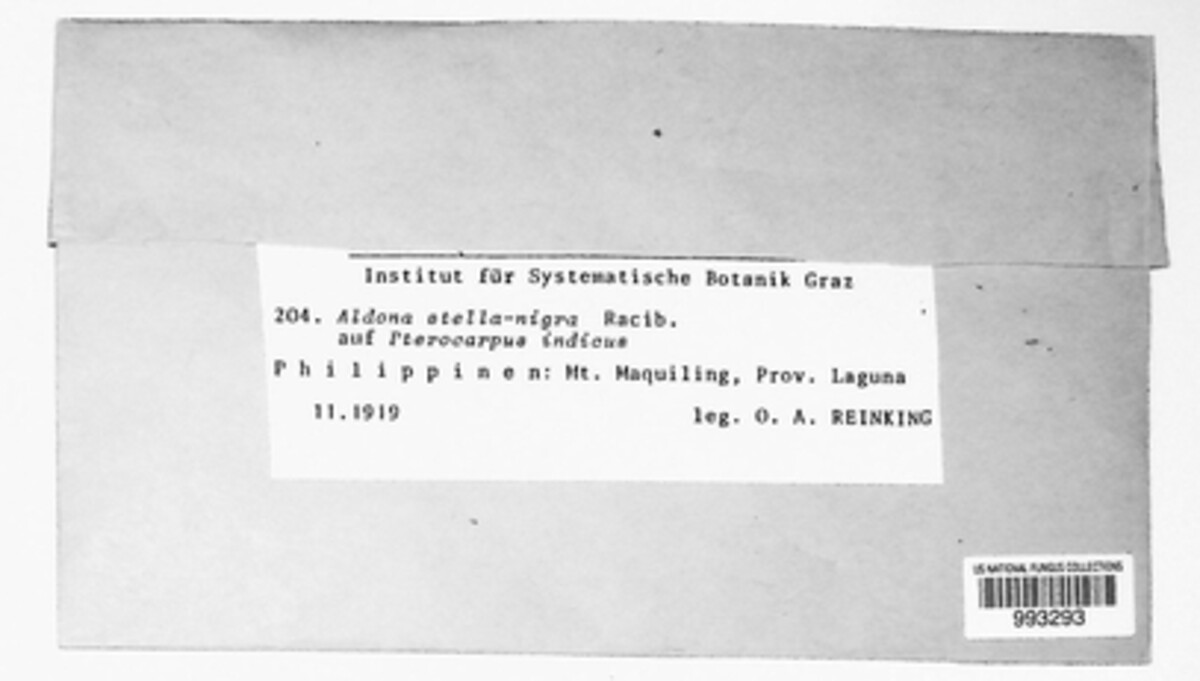 Institut für Systematische Botanik Graz
204. Aldona stella-nigra Racib.
auf Pterocarpus indicus
Philippinen: Mt. Maquiling, Prov. Laguna
11.1919 leg. O. A. REINKING
US NATIONAL FUNGUS COLLECTIONS
993293